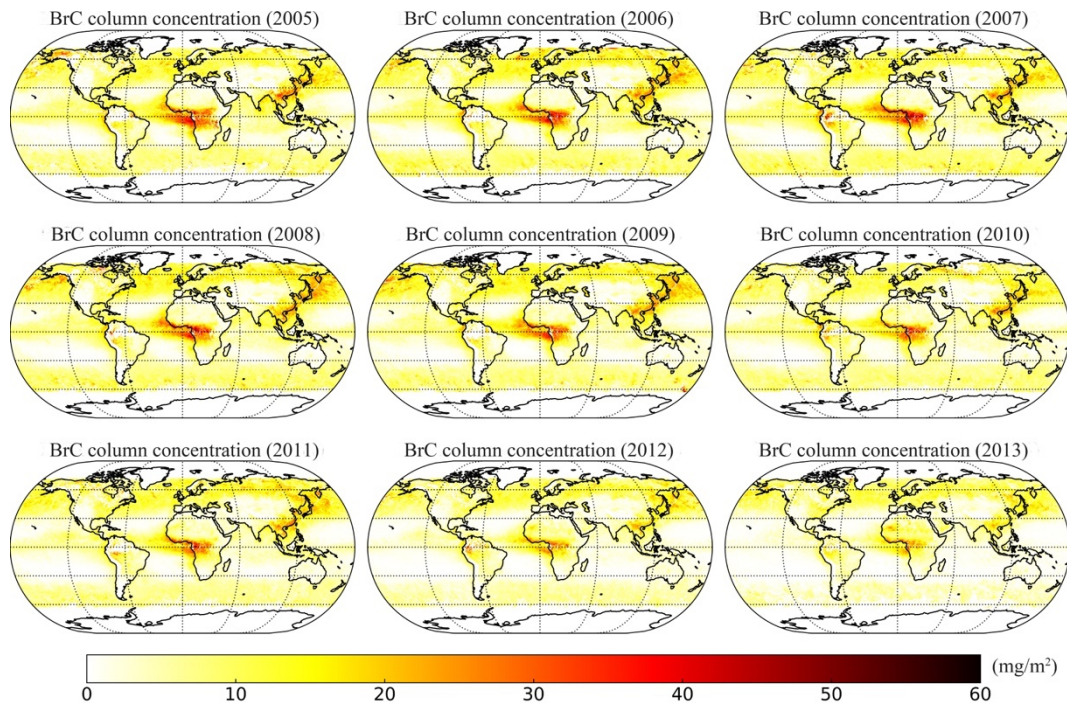 BrC column concentration (2005)
BrC column concentration (2006)
BrC column concentration (2007)
BrC column concentration (2008)
BrC column concentration (2009)
BrC column concentration (2010)
BrC column concentration (2011)
BrC column concentration (2012)
BrC column concentration (2013)
(mg/m²)
0 10 20 30 40 50 60